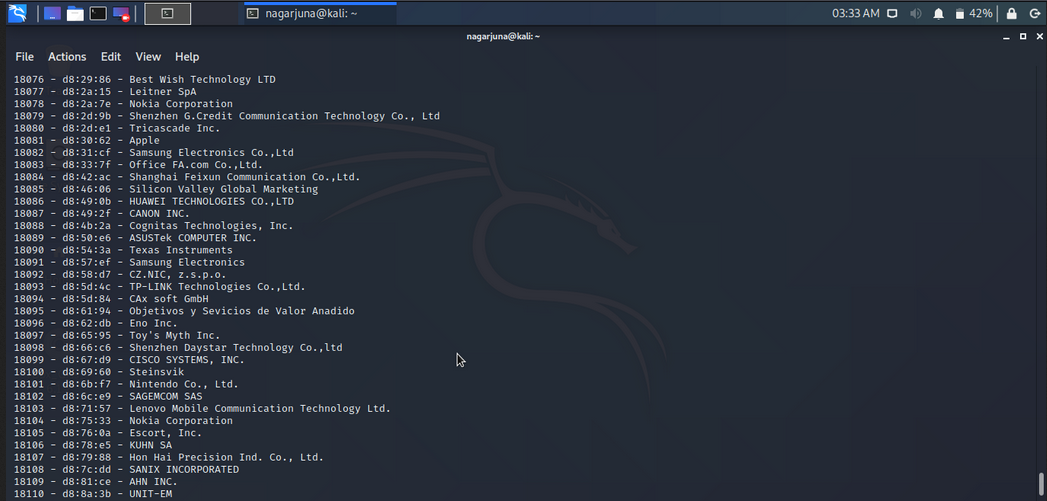 nagarjuna@kali: ~
03:33 AM
42%
nagarjuna@kali: ~
File Actions Edit View Help
18076 - d8:29:86 - Best Wish Technology LTD
18077 - d8:2a:15 - Leitner SpA
18078 - d8:2a:7e - Nokia Corporation
18079 - d8:2d:9b - Shenzhen G.Credit Communication Technology Co., Ltd
18080 - d8:2d:e1 - Tricascade Inc.
18081 - d8:30:62 - Apple
18082 - d8:31:cf - Samsung Electronics Co.,Ltd
18083 - d8:33:7f - Office FA.com Co.,Ltd.
18084 - d8:42:ac - Shanghai Feixun Communication Co.,Ltd.
18085 - d8:46:06 - Silicon Valley Global Marketing
18086 - d8:49:0b - HUAWEI TECHNOLOGIES CO.,LTD
18087 - d8:49:2f - CANON INC.
18088 - d8:4b:2a - Cognitas Technologies, Inc.
18089 - d8:50:e6 - ASUSTek COMPUTER INC.
18090 - d8:54:3a - Texas Instruments
18091 - d8:57:ef - Samsung Electronics
18092 - d8:58:d7 - CZ.NIC, z.s.p.o.
18093 - d8:5d:4c - TP-LINK Technologies Co.,Ltd.
18094 - d8:5d:84 - CAx soft GmbH
18095 - d8:61:94 - Objetivos y Sevicios de Valor Anadido
18096 - d8:62:db - Eno Inc.
18097 - d8:65:95 - Toy's Myth Inc.
18098 - d8:66:c6 - Shenzhen Daystar Technology Co.,ltd
18099 - d8:67:d9 - CISCO SYSTEMS, INC.
18100 - d8:69:60 - Steinsvik
18101 - d8:6b:f7 - Nintendo Co., Ltd.
18102 - d8:6c:e9 - SAGEMCOM SAS
18103 - d8:71:57 - Lenovo Mobile Communication Technology Ltd.
18104 - d8:75:33 - Nokia Corporation
18105 - d8:76:0a - Escort, Inc.
18106 - d8:78:e5 - KUHN SA
18107 - d8:79:88 - Hon Hai Precision Ind. Co., Ltd.
18108 - d8:7c:dd - SANIX INCORPORATED
18109 - d8:81:ce - AHN INC.
18110 - d8:8a:3b - UNIT-EM